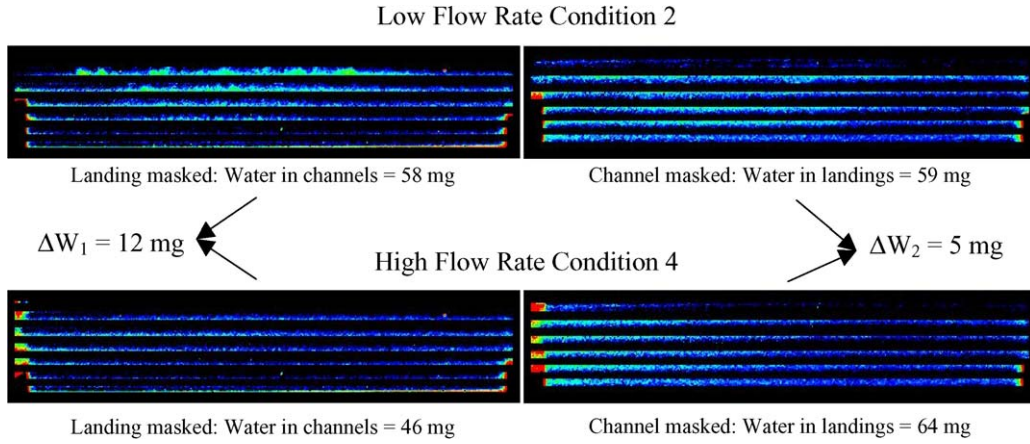 Low Flow Rate Condition 2
Landing masked: Water in channels = 58 mg
Channel masked: Water in landings = 59 mg
ΔW₁ = 12 mg
ΔW₂ = 5 mg
High Flow Rate Condition 4
Landing masked: Water in channels = 46 mg
Channel masked: Water in landings = 64 mg